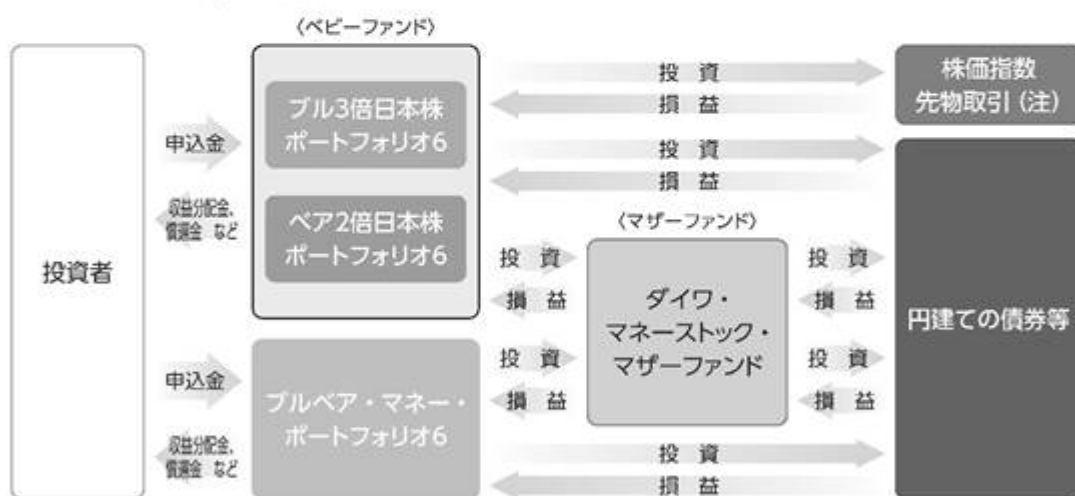 〈ベビーファンド〉
投資者
申込金
収益分配金、
償還金 など
ブル3倍日本株
ポートフォリオ6
ベア2倍日本株
ポートフォリオ6
投 資
損 益
投 資
損 益
株価指数
先物取引（注）
〈マザーファンド〉
投 資
損 益
投 資
損 益
ダイワ・
マネーストック・
マザーファンド
投 資
損 益
投 資
損 益
円建ての債券等
申込金
収益分配金、
償還金 など
ブルベア・マネー・
ポートフォリオ6
投 資
損 益